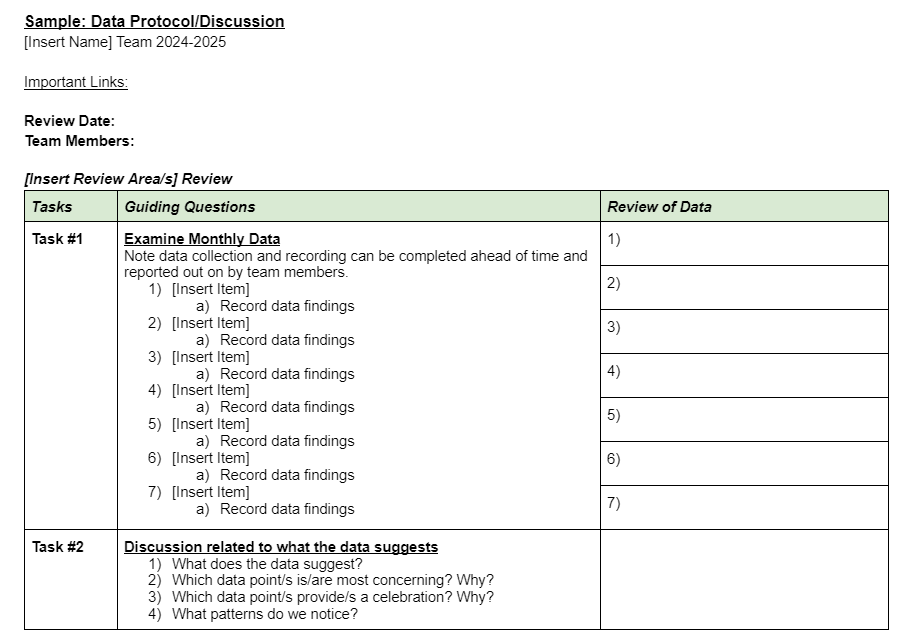 Sample: Data Protocol/Discussion
[Insert Name] Team 2024-2025
Important Links:
Review Date:
Team Members:
[Insert Review Area/s] Review
Tasks
Guiding Questions
Review of Data
Task #1
Examine Monthly Data
Note data collection and recording can be completed ahead of time and
reported out on by team members.
1) [Insert Item]
a) Record data findings
2) [Insert Item]
a) Record data findings
3) [Insert Item]
a) Record data findings
4) [Insert Item]
a) Record data findings
5) [Insert Item]
a) Record data findings
6) [Insert Item]
a) Record data findings
7) [Insert Item]
a) Record data findings
1)
2)
3)
4)
5)
6)
7)
Task #2
Discussion related to what the data suggests
1) What does the data suggest?
2) Which data point/s is/are most concerning? Why?
3) Which data point/s provide/s a celebration? Why?
4) What patterns do we notice?